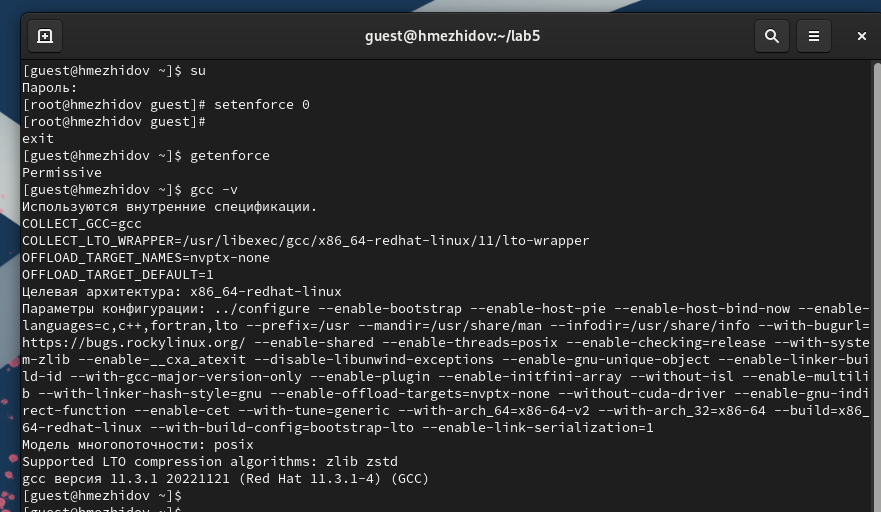 guest@hmezhidov:~/lab5
[guest@hmezhidov ~]$ su
Пароль:
[root@hmezhidov guest]# setenforce 0
[root@hmezhidov guest]#
exit
[guest@hmezhidov ~]$ getenforce
Permissive
[guest@hmezhidov ~]$ gcc -v
Используются внутренние спецификации.
COLLECT_GCC=gcc
COLLECT_LTO_WRAPPER=/usr/libexec/gcc/x86_64-redhat-linux/11/lto-wrapper
OFFLOAD_TARGET_NAMES=nvptx-none
OFFLOAD_TARGET_DEFAULT=1
Целевая архитектура: x86_64-redhat-linux
Параметры конфигурации: ../configure --enable-bootstrap --enable-host-pie --enable-host-bind-now --enable-
languages=c,c++,fortran,lto --prefix=/usr --mandir=/usr/share/man --infodir=/usr/share/info --with-bugurl=
https://bugs.rockylinux.org/ --enable-shared --enable-threads=posix --enable-checking=release --with-syste
m-zlib --enable-__cxa_atexit --disable-libunwind-exceptions --enable-gnu-unique-object --enable-linker-bui
ld-id --with-gcc-major-version-only --enable-plugin --enable-initfini-array --without-isl --enable-multili
b --with-linker-hash-style=gnu --enable-offload-targets=nvptx-none --without-cuda-driver --enable-gnu-indi
rect-function --enable-cet --with-tune=generic --with-arch_64=x86-64-v2 --with-arch_32=x86-64 --build=x86_
64-redhat-linux --with-build-config=bootstrap-lto --enable-link-serialization=1
Модель многопоточности: posix
Supported LTO compression algorithms: zlib zstd
gcc версия 11.3.1 20221121 (Red Hat 11.3.1-4) (GCC)
[guest@hmezhidov ~]$
[guest@hmezhidov ~]$